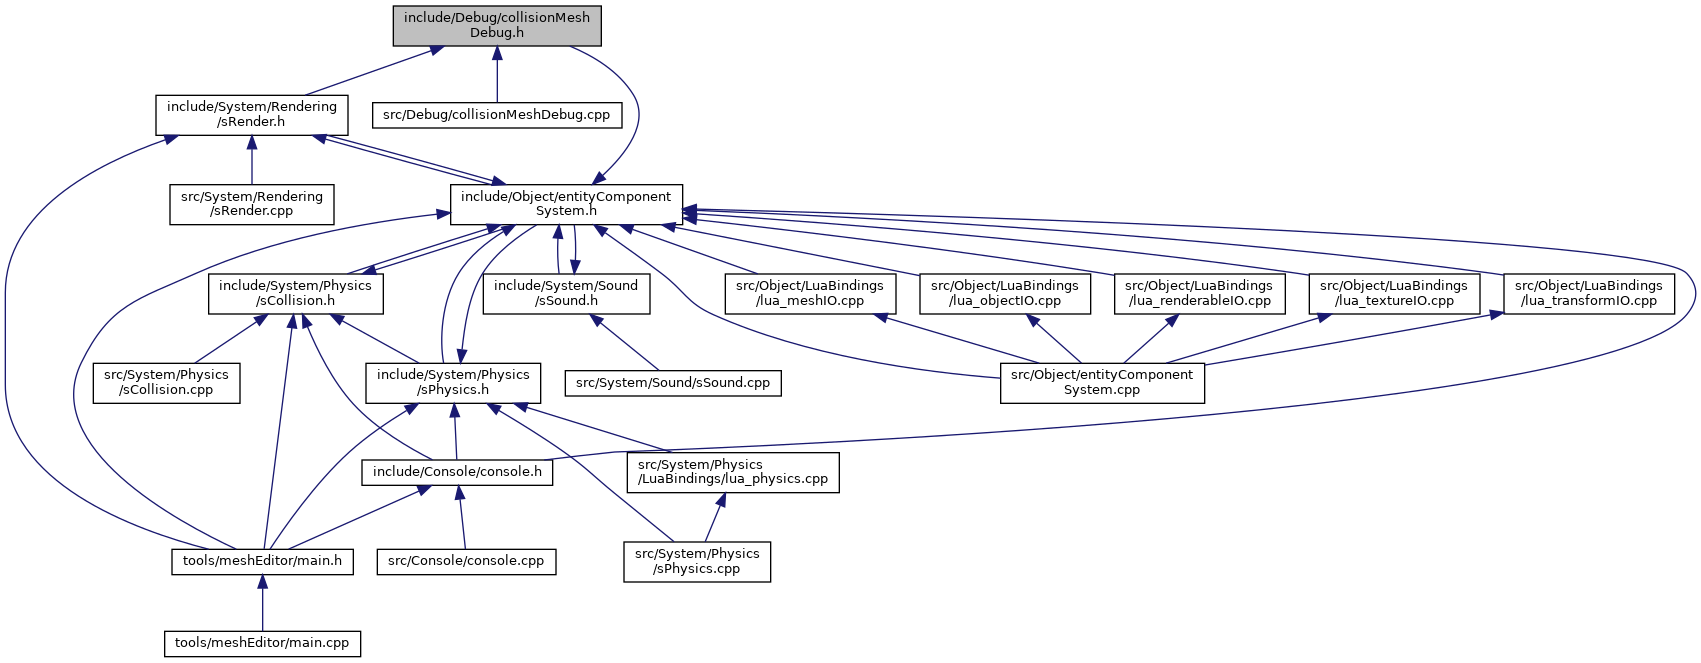 include/Debug/collisionMesh
Debug.h
include/System/Rendering
/sRender.h
src/Debug/collisionMeshDebug.cpp
src/System/Rendering
/sRender.cpp
include/Object/entityComponent
System.h
include/System/Physics
/sCollision.h
include/System/Sound
/sSound.h
src/Object/LuaBindings
/lua_meshIO.cpp
src/Object/LuaBindings
/lua_objectIO.cpp
src/Object/LuaBindings
/lua_renderableIO.cpp
src/Object/LuaBindings
/lua_textureIO.cpp
src/Object/LuaBindings
/lua_transformIO.cpp
src/System/Physics
/sCollision.cpp
include/System/Physics
/sPhysics.h
src/System/Sound/sSound.cpp
src/Object/entityComponent
System.cpp
include/Console/console.h
src/System/Physics
/LuaBindings/lua_physics.cpp
tools/meshEditor/main.h
src/Console/console.cpp
src/System/Physics
/sPhysics.cpp
tools/meshEditor/main.cpp